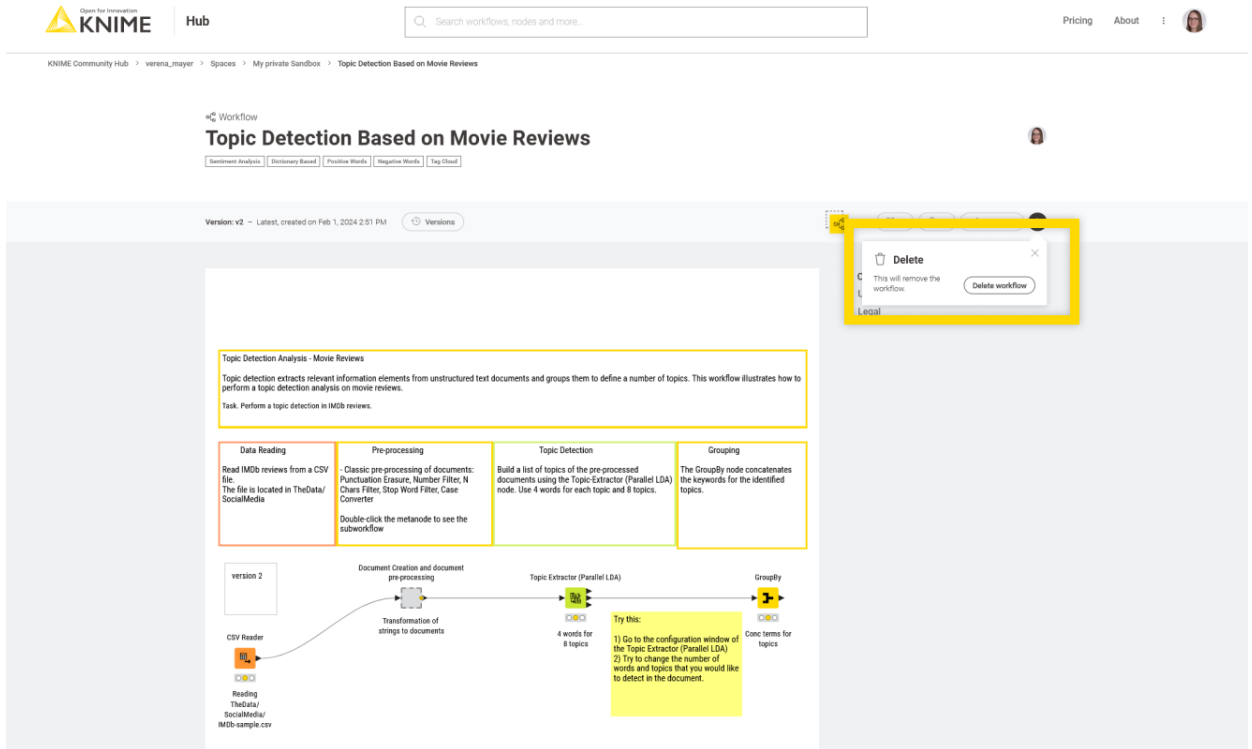 Open for Innovation
KNIME
Hub
Search workflows, nodes and more...
Pricing
About
KNIME Community Hub > verena_mayer > Spaces > My private Sandbox > Topic Detection Based on Movie Reviews
Workflow
Topic Detection Based on Movie Reviews
Sentiment Analysis
Dictionary Based
Positive Words
Negative Words
Tag Cloud
Version: v2 – Latest, created on Feb 1, 2024 2:51 PM
Versions
Delete
This will remove the
workflow.
Delete workflow
Legal
Topic Detection Analysis - Movie Reviews
Topic detection extracts relevant information elements from unstructured text documents and groups them to define a number of topics. This workflow illustrates how to
perform a topic detection analysis on movie reviews.
Task. Perform a topic detection in IMDb reviews.
Data Reading
Read IMDb reviews from a CSV
file.
The file is located in TheData/
SocialMedia
Pre-processing
- Classic pre-processing of documents:
Punctuation Erasure, Number Filter, N
Chars Filter, Stop Word Filter, Case
Converter
Double-click the metanode to see the
subworkflow
Topic Detection
Build a list of topics of the pre-processed
documents using the Topic-Extractor (Parallel LDA)
node. Use 4 words for each topic and 8 topics.
Grouping
The GroupBy node concatenates
the keywords for the identified
topics.
version 2
Document Creation and document
pre-processing
Transformation of
strings to documents
Topic Extractor (Parallel LDA)
4 words for
8 topics
GroupBy
Conc terms for
topics
Try this:
1) Go to the configuration window of
the Topic Extractor (Parallel LDA)
2) Try to change the number of
words and topics that you would like
to detect in the document.
CSV Reader
Reading
TheData/
SocialMedia/
IMDb-sample.csv